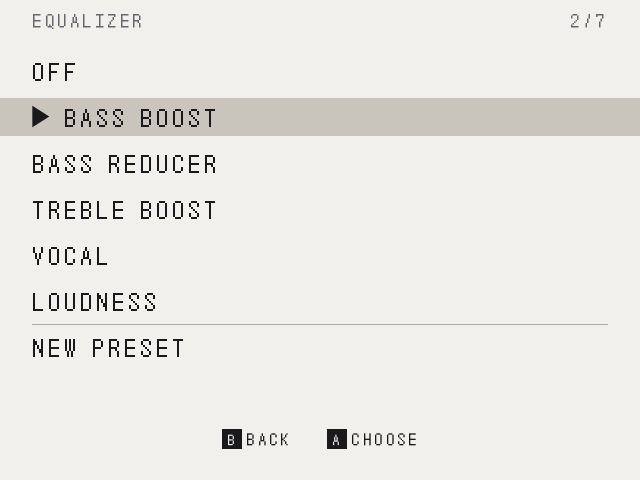 EQUALIZER 2/7
OFF
▶ BASS BOOST
BASS REDUCER
TREBLE BOOST
VOCAL
LOUDNESS
NEW PRESET
B BACK A CHOOSE